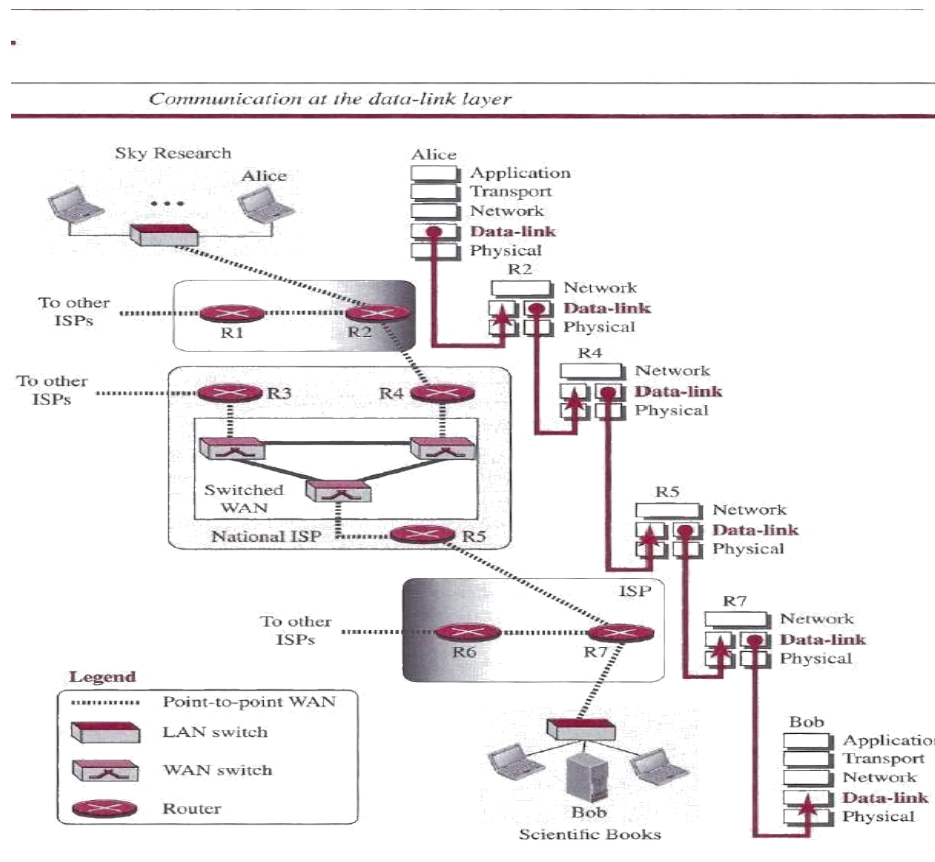 Communication at the data-link layer
Sky Research
Alice
Alice
Application
Transport
Network
Data-link
Physical
R2
Network
Data-link
Physical
To other
ISPs
R1
R2
R4
Network
Data-link
Physical
To other
ISPs
R3
R4
Switched
WAN
National ISP
R5
R5
Network
Data-link
Physical
ISP
To other
ISPs
R6
R7
R7
Network
Data-link
Physical
Legend
Point-to-point WAN
LAN switch
WAN switch
Router
Bob
Scientific Books
Bob
Applicatio
Transport
Network
Data-link
Physical